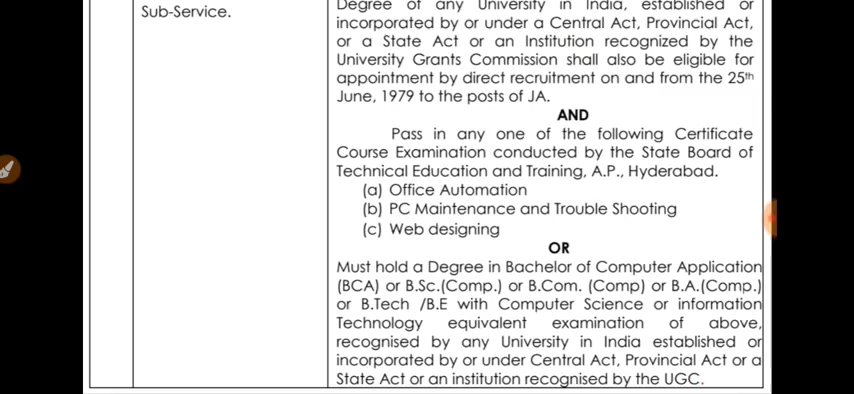 Sub-Service.
Degree of any University in India, established or
incorporated by or under a Central Act, Provincial Act,
or a State Act or an Institution recognized by the
University Grants Commission shall also be eligible for
appointment by direct recruitment on and from the 25th
June, 1979 to the posts of JA.
AND
Pass in any one of the following Certificate
Course Examination conducted by the State Board of
Technical Education and Training, A.P., Hyderabad.
(a) Office Automation
(b) PC Maintenance and Trouble Shooting
(c) Web designing
OR
Must hold a Degree in Bachelor of Computer Application
(BCA) or B.Sc.(Comp.) or B.Com. (Comp) or B.A.(Comp.)
or B.Tech /B.E with Computer Science or information
Technology equivalent examination of above,
recognised by any University in India established or
incorporated by or under Central Act, Provincial Act or a
State Act or an institution recognised by the UGC.